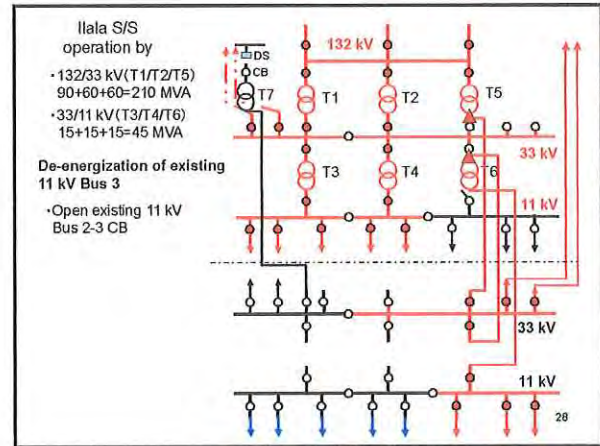 Ilala S/S
operation by
・132/33 kV(T1/T2/T5)
90+60+60=210 MVA
・33/11 kV(T3/T4/T6)
15+15+15=45 MVA
De-energization of existing
11 kV Bus 3
・Open existing 11 kV
Bus 2-3 CB
DS
CB
T7
132 kV
T1
T2
T5
33 kV
T3
T4
T6
11 kV
33 kV
11 kV
28